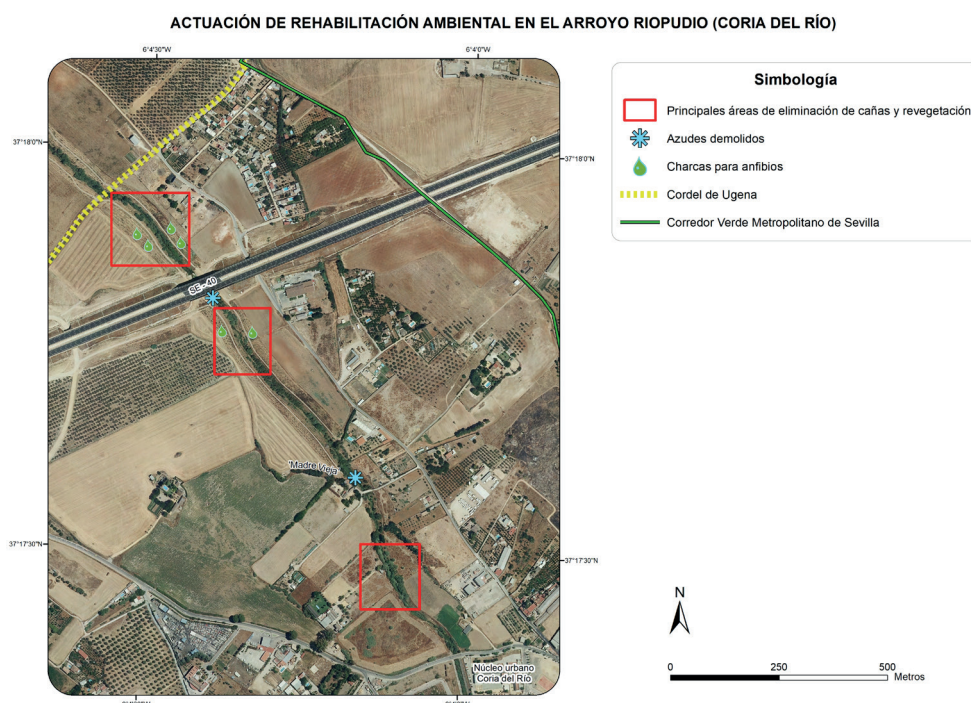 ACTUACIÓN DE REHABILITACIÓN AMBIENTAL EN EL ARROYO RIOPUDIO (CORIA DEL RÍO)
6°4'30"W
6°4'0"W
37°18'0"N
37°18'0"N
SE - 40
'Madre Vieja'
37°17'30"N
37°17'30"N
Núcleo urbano
Coria del Río
Simbología
Principales áreas de eliminación de cañas y revegetación
Azudes demolidos
Charcas para anfibios
Cordel de Ugena
Corredor Verde Metropolitano de Sevilla
N
0
250
500
Metros